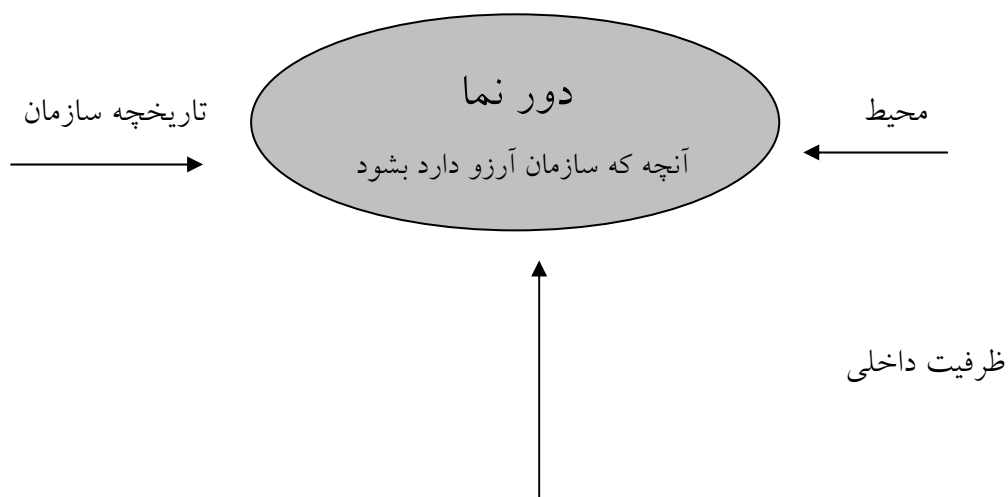 دور نما
محیط
تاریخچه سازمان
آنچه که سازمان آرزو دارد بشود
ظرفیت داخلی